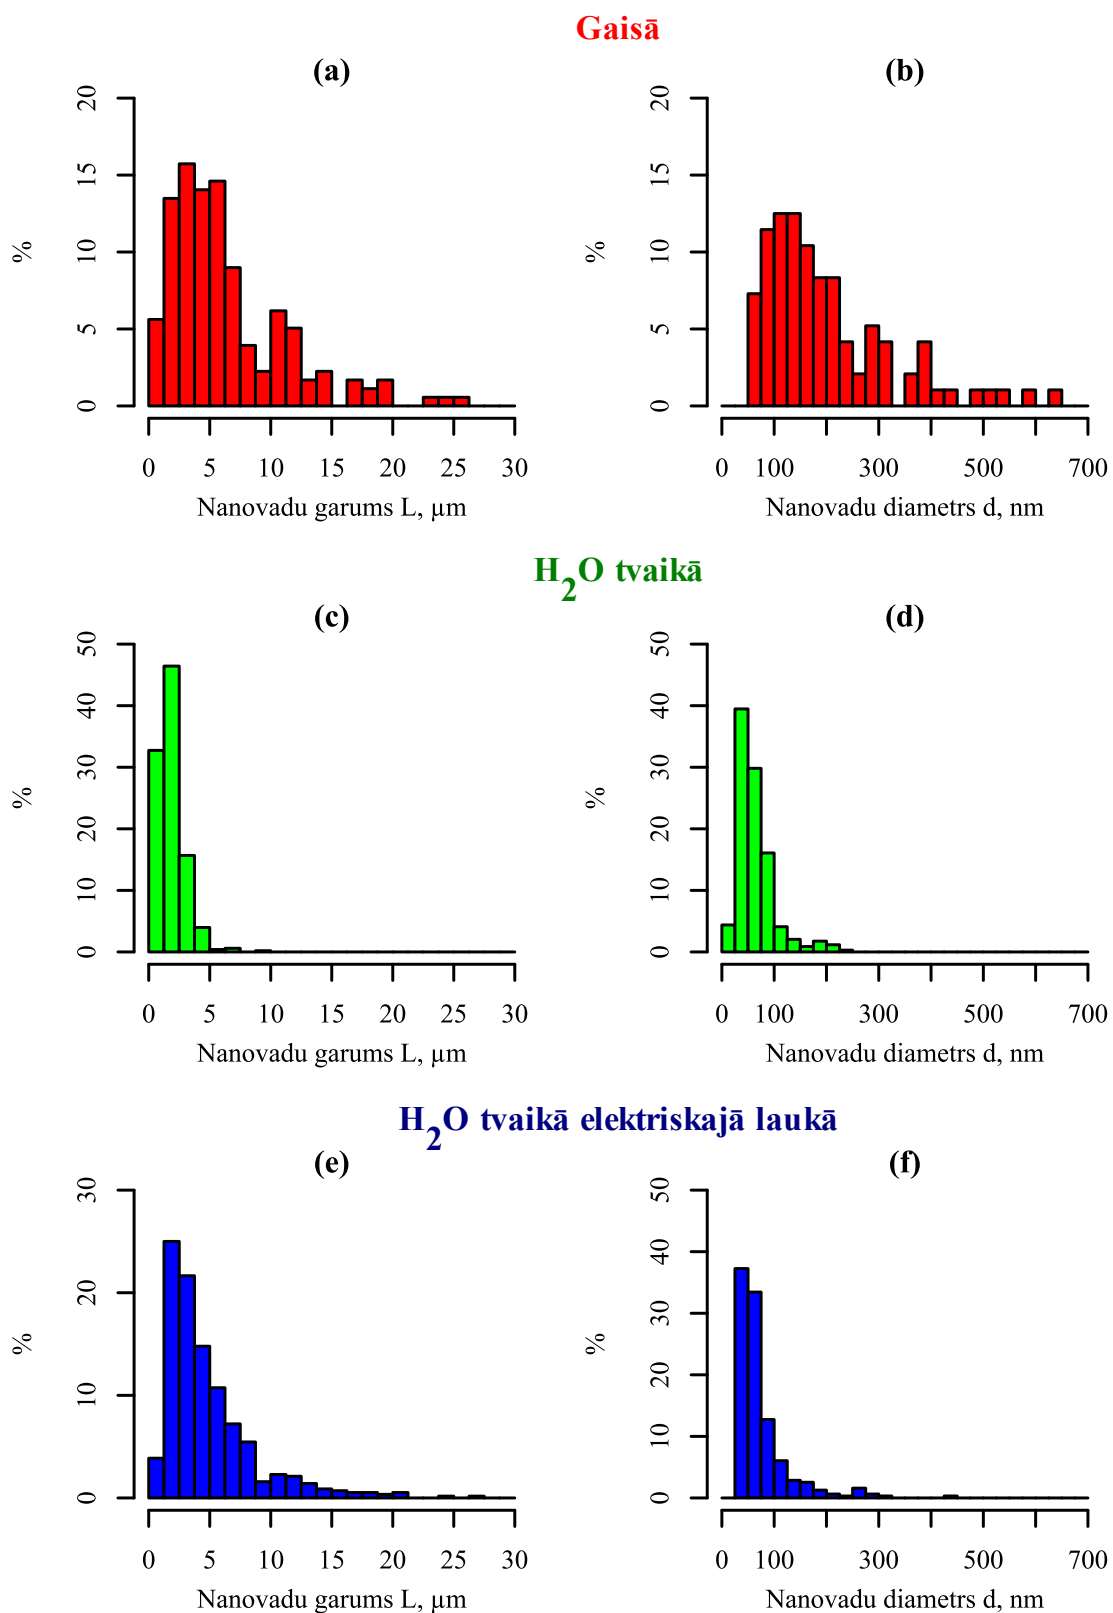 Gaisā
(a) (b)
20 20
15 15
% 10 % 10
5 5
0 0
0 5 10 15 20 25 30 0 100 300 500 700
Nanovadu garums L, µm Nanovadu diametrs d, nm
H₂O tvaikā
(c) (d)
50 50
40 40
30 30
% 20 % 20
10 10
0 0
0 5 10 15 20 25 30 0 100 300 500 700
Nanovadu garums L, µm Nanovadu diametrs d, nm
H₂O tvaikā elektriskajā laukā
(e) (f)
30 50
20 40
% 10 % 30
0 20
10
0
0 5 10 15 20 25 30 0 100 300 500 700
Nanovadu garums L, µm Nanovadu diametrs d, nm